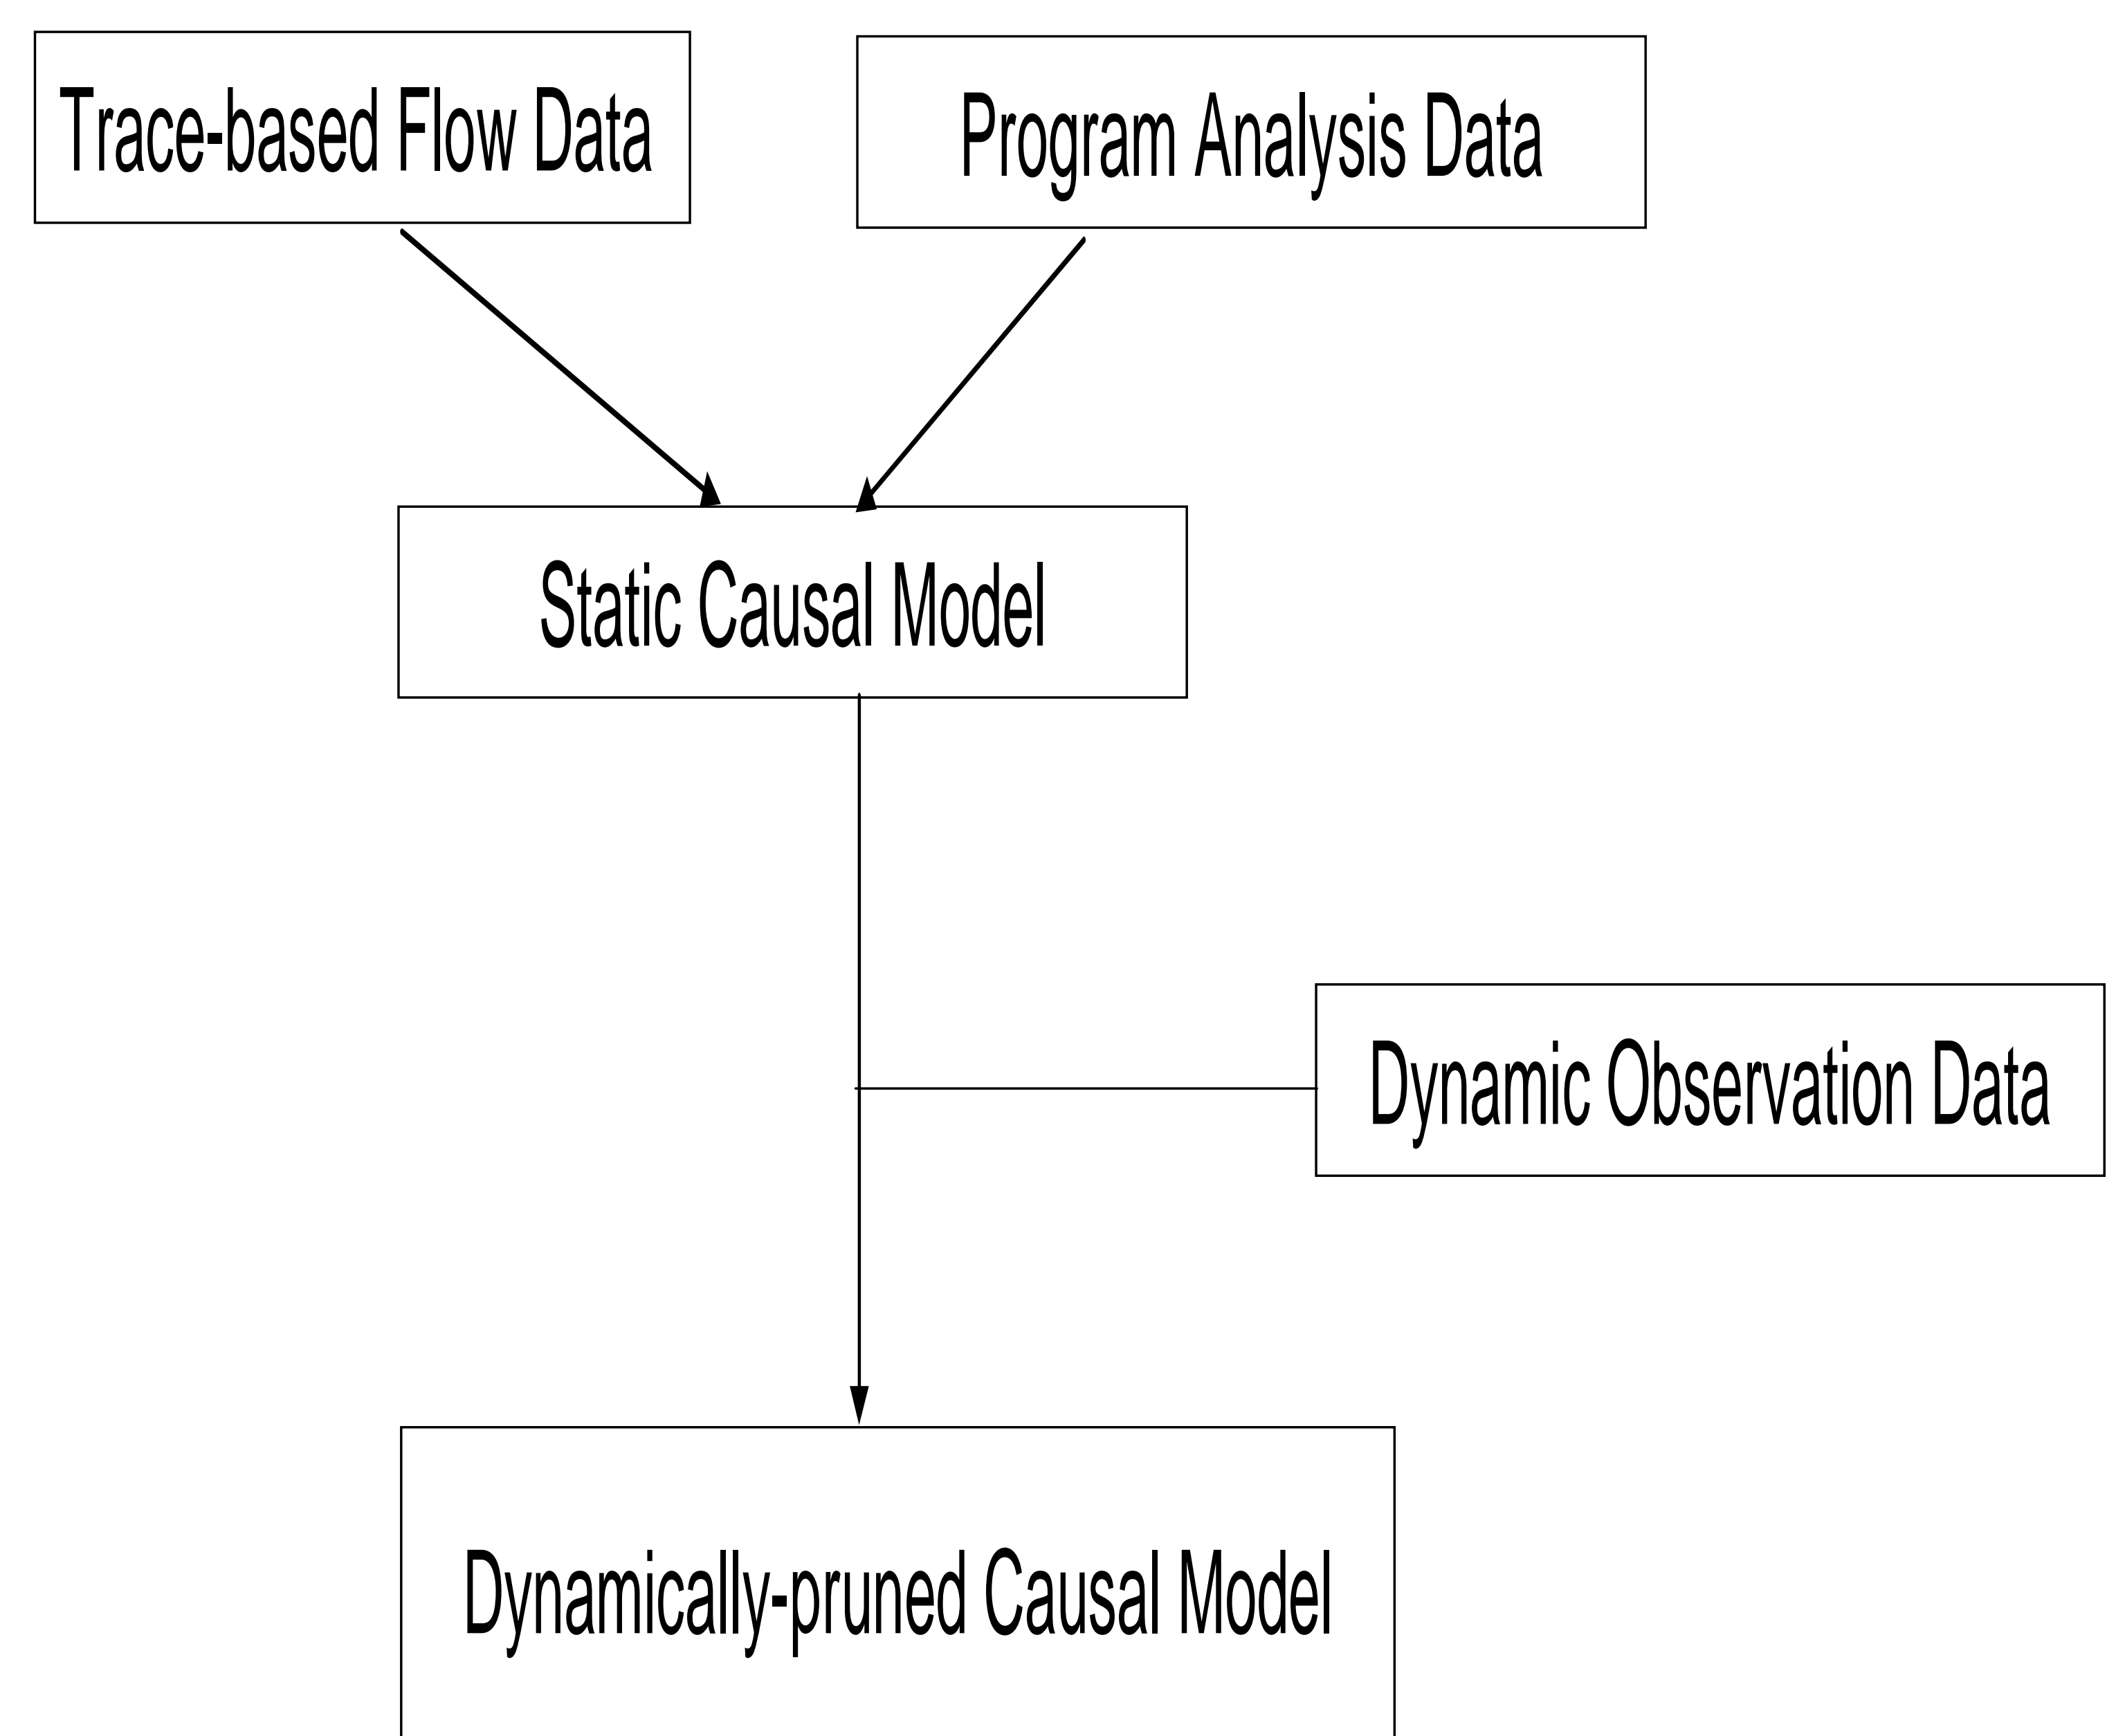 Trace-based Flow Data
Program Analysis Data
Static Causal Model
Dynamic Observation Data
Dynamically-pruned Causal Model